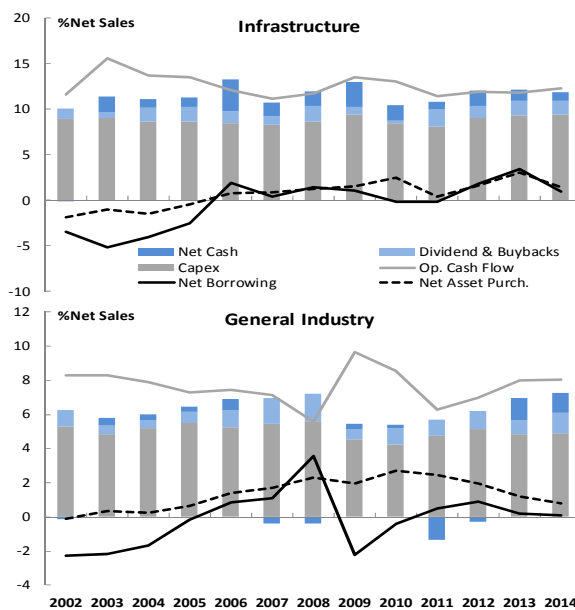 %Net Sales
Infrastructure
20
15
10
5
0
-5
-10
Net Cash
Dividend & Buybacks
Capex
Op. Cash Flow
Net Borrowing
Net Asset Purch.
%Net Sales
General Industry
12
10
8
6
4
2
0
-2
-4
2002 2003 2004 2005 2006 2007 2008 2009 2010 2011 2012 2013 2014